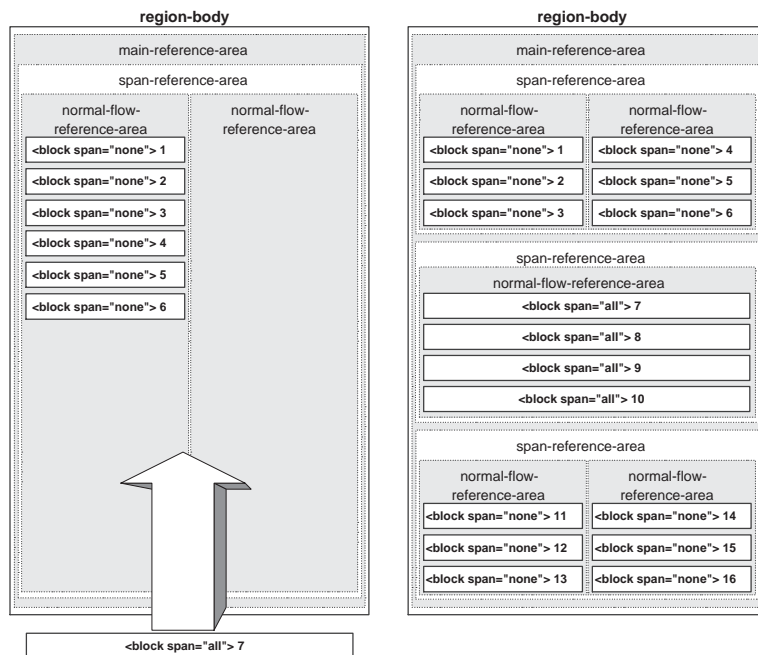 region-body
main-reference-area
span-reference-area
normal-flow-
reference-area
<block span="none"> 1
<block span="none"> 2
<block span="none"> 3
<block span="none"> 4
<block span="none"> 5
<block span="none"> 6
normal-flow-
reference-area
<block span="all"> 7
region-body
main-reference-area
span-reference-area
normal-flow-
reference-area
<block span="none"> 1
<block span="none"> 2
<block span="none"> 3
normal-flow-
reference-area
<block span="none"> 4
<block span="none"> 5
<block span="none"> 6
span-reference-area
normal-flow-reference-area
<block span="all"> 7
<block span="all"> 8
<block span="all"> 9
<block span="all"> 10
span-reference-area
normal-flow-
reference-area
<block span="none"> 11
<block span="none"> 12
<block span="none"> 13
normal-flow-
reference-area
<block span="none"> 14
<block span="none"> 15
<block span="none"> 16